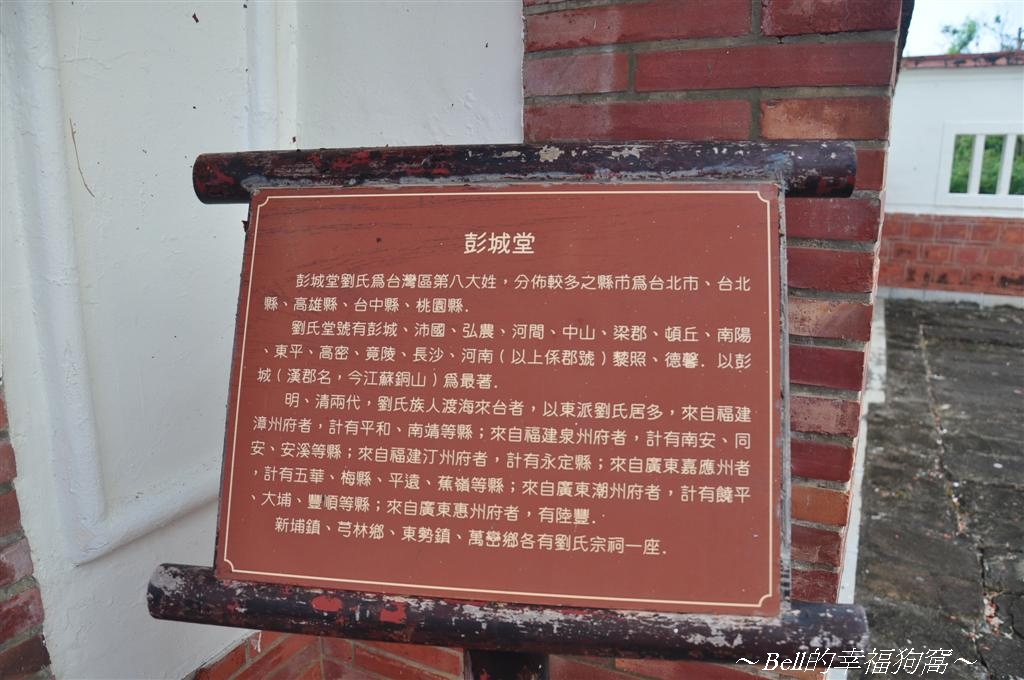 彭城堂
彭城堂劉氏為台灣區第八大姓，分佈較多之縣市為台北市、台北
縣、高雄縣、台中縣、桃園縣.
劉氏堂號有彭城、沛國、弘農、河間、中山、梁郡、頓丘、南陽
、東平、高密、竟陵、長沙、河南（以上係郡號）藜照、德馨. 以彭
城（漢郡名，今江蘇銅山）為最著.
明、清兩代，劉氏族人渡海來台者，以東派劉氏居多，來自福建
漳州府者，計有平和、南靖等縣；來自福建泉州府者，計有南安、同
安、安溪等縣；來自福建汀州府者，計有永定縣；來自廣東嘉應州者
，計有五華、梅縣、平遠、蕉嶺等縣；來自廣東潮州府者，計有饒平
、大埔、豐順等縣；來自廣東惠州府者，有陸豐.
新埔鎮、芎林鄉、東勢鎮、萬巒鄉各有劉氏宗祠一座.
～Bell的幸福狗窩～